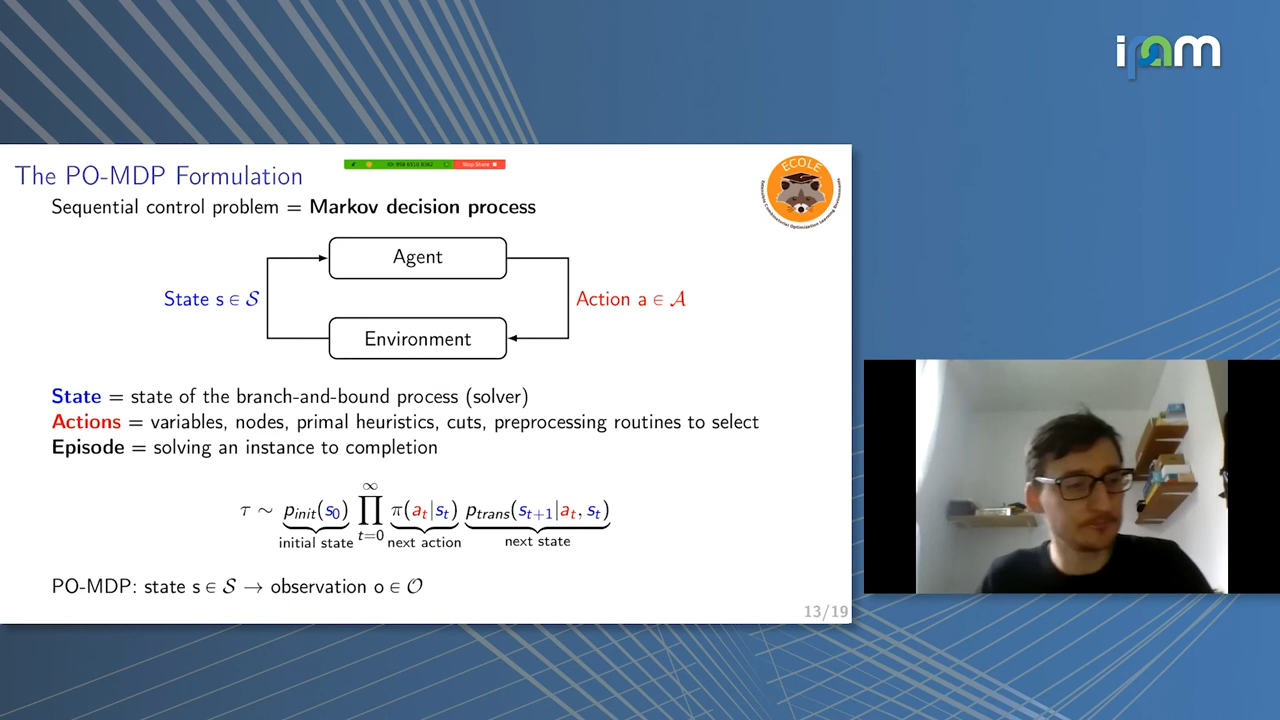 ipam
The PO-MDP Formulation
Stop Share
ECOLE
Sequential control problem = Markov decision process
Agent
State s ∈ 𝒮
Action a ∈ 𝒜
Environment
State = state of the branch-and-bound process (solver)
Actions = variables, nodes, primal heuristics, cuts, preprocessing routines to select
Episode = solving an instance to completion
τ ∼ p_init(s_0) ∏_{t=0}^{∞} π(a_t|s_t) p_trans(s_{t+1}|a_t, s_t)
initial state next action next state
PO-MDP: state s ∈ 𝒮 → observation o ∈ 𝒪
13/19